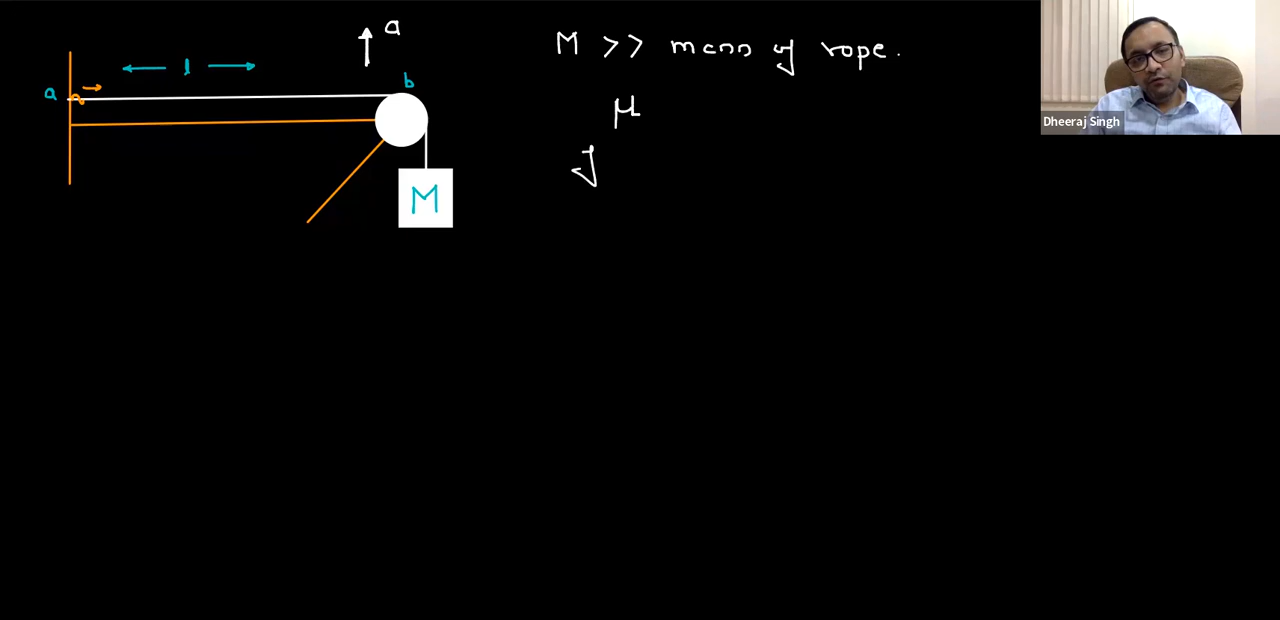 a
M >> mass of rope.
l
a
b
μ
J
M
Dheeraj Singh